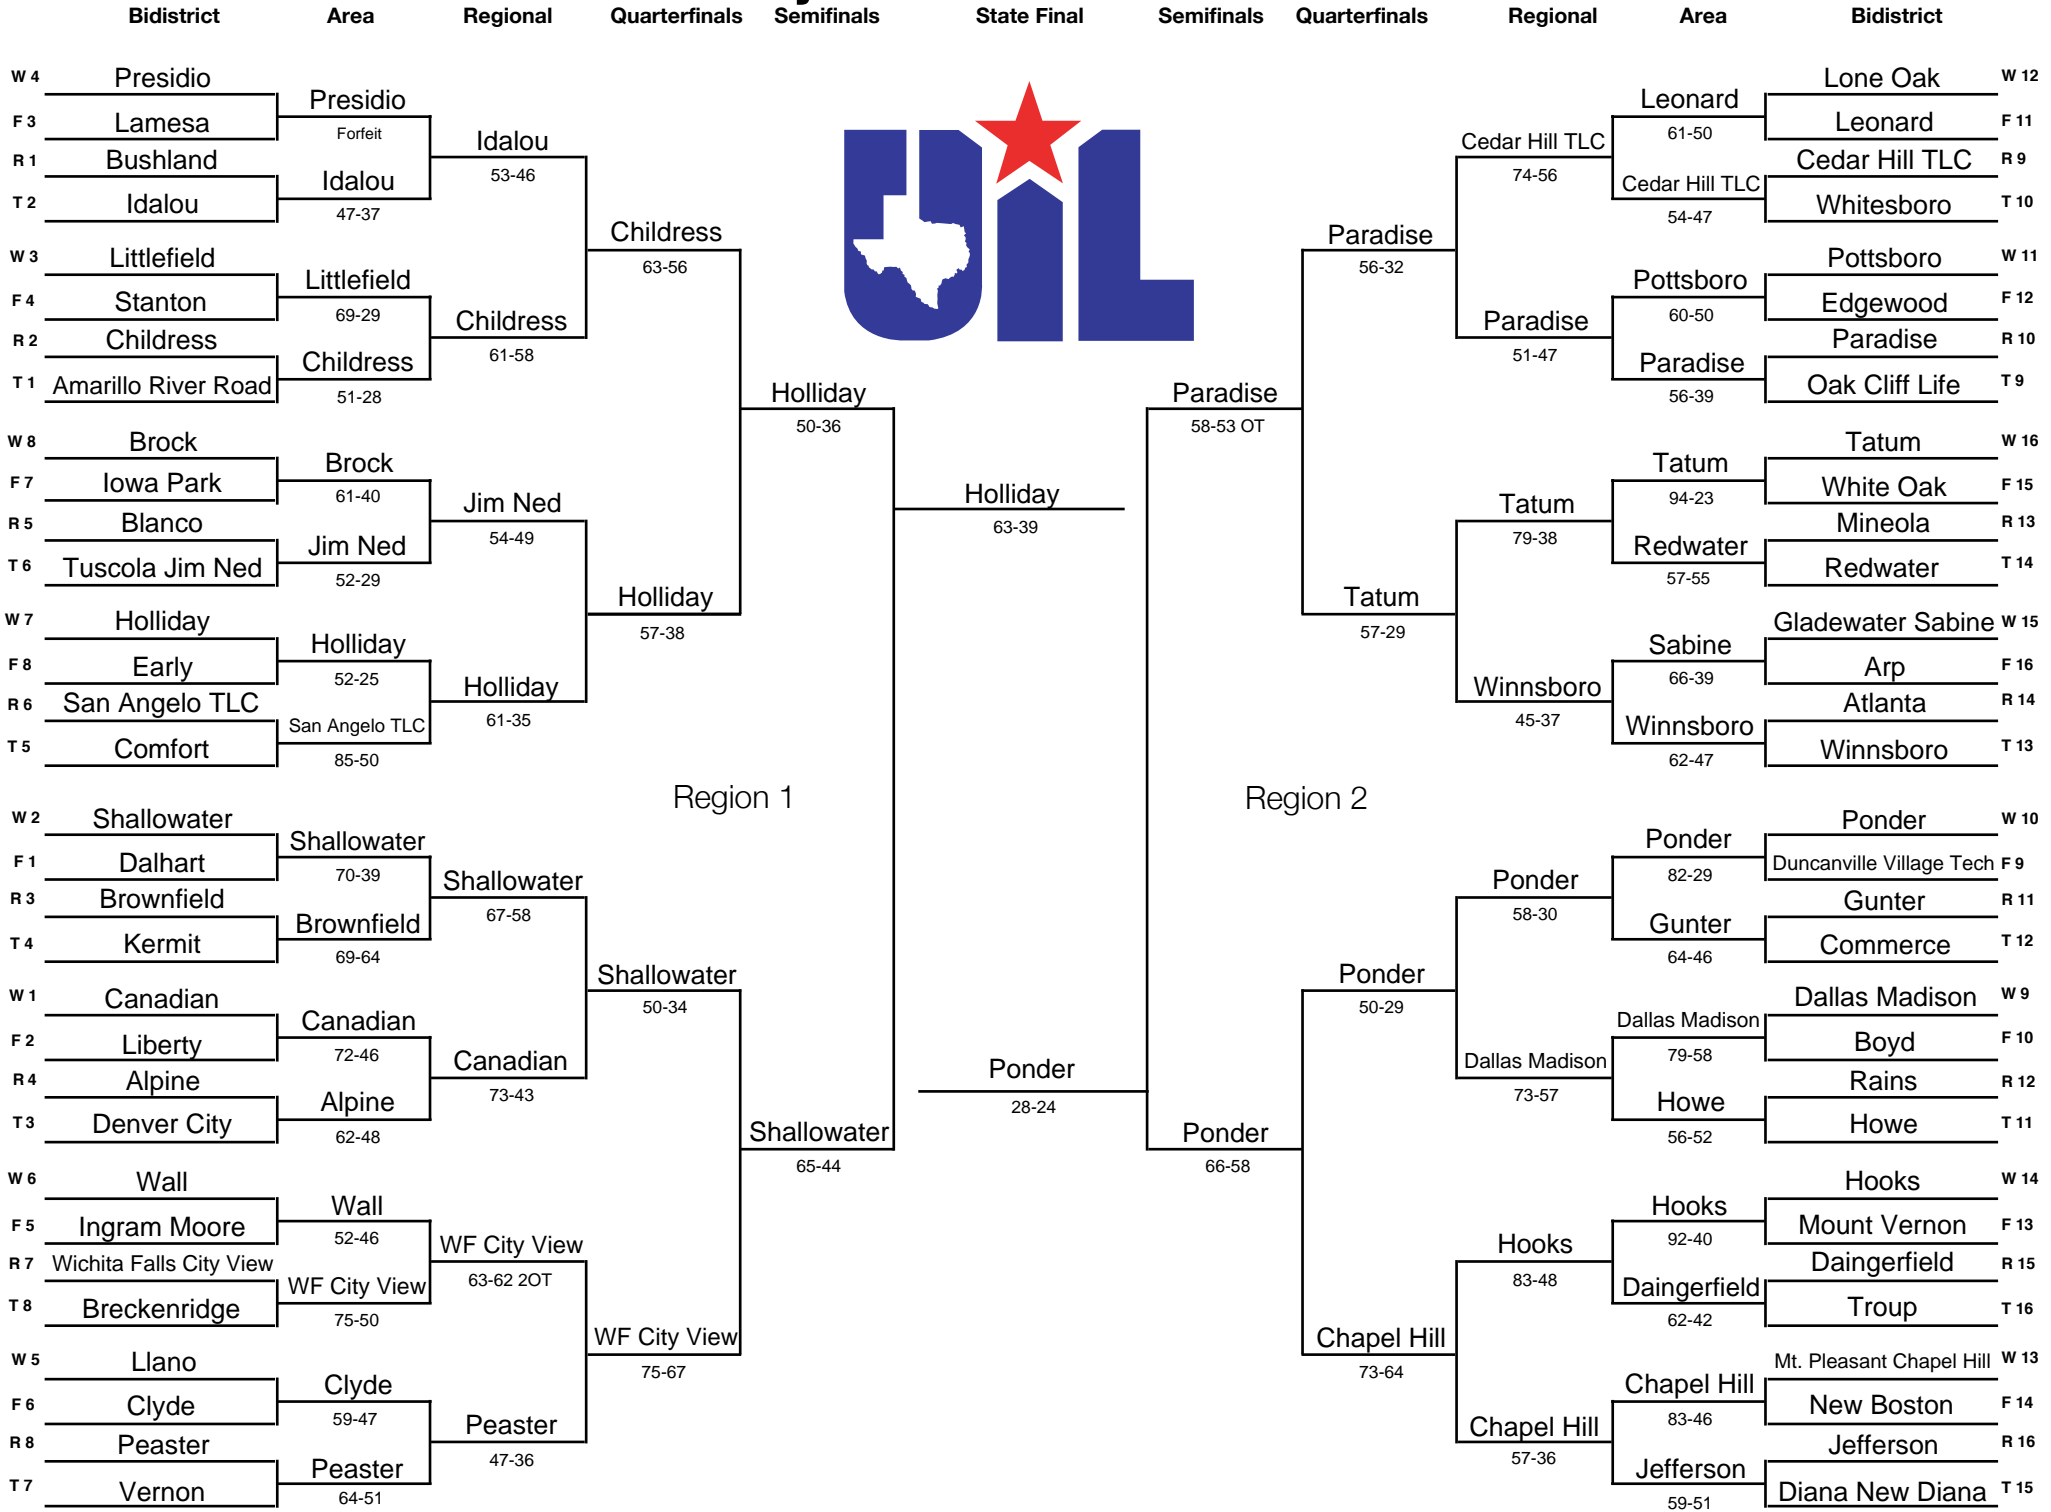 Bidistrict Area Regional Quarterfinals Semifinals State Final Semifinals Quarterfinals Regional Area Bidistrict
W 4 Presidio
Presidio
Forfeit
F 3 Lamesa
Idalou
53-46
R 1 Bushland
Idalou
47-37
T 2 Idalou
Childress
63-56
W 3 Littlefield
Littlefield
69-29
F 4 Stanton
Childress
61-58
R 2 Childress
Childress
51-28
T 1 Amarillo River Road
Holliday
50-36
W 8 Brock
Brock
61-40
F 7 Iowa Park
Jim Ned
54-49
R 5 Blanco
Jim Ned
52-29
T 6 Tuscola Jim Ned
Holliday
57-38
W 7 Holliday
Holliday
52-25
F 8 Early
Holliday
61-35
R 6 San Angelo TLC
San Angelo TLC
85-50
T 5 Comfort
Region 1
W 2 Shallowater
Shallowater
70-39
F 1 Dalhart
Shallowater
67-58
R 3 Brownfield
Brownfield
69-64
T 4 Kermit
Shallowater
50-34
W 1 Canadian
Canadian
72-46
F 2 Liberty
Canadian
73-43
R 4 Alpine
Alpine
62-48
T 3 Denver City
Shallowater
65-44
W 6 Wall
Wall
52-46
F 5 Ingram Moore
WF City View
63-62 2OT
R 7 Wichita Falls City View
WF City View
75-50
T 8 Breckenridge
WF City View
75-67
W 5 Llano
Clyde
59-47
F 6 Clyde
Peaster
47-36
R 8 Peaster
Peaster
64-51
T 7 Vernon
UIL
Holliday
63-39
Ponder
28-24
Lone Oak W 12
Leonard
61-50
Leonard F 11
Cedar Hill TLC
74-56
Cedar Hill TLC R 9
Cedar Hill TLC
54-47
Whitesboro T 10
Paradise
56-32
Pottsboro W 11
Pottsboro
60-50
Edgewood F 12
Paradise
51-47
Paradise R 10
Paradise
56-39
Oak Cliff Life T 9
Paradise
58-53 OT
Tatum W 16
Tatum
94-23
White Oak F 15
Tatum
79-38
Mineola R 13
Redwater
57-55
Redwater T 14
Tatum
57-29
Gladewater Sabine W 15
Sabine
66-39
Arp F 16
Winnsboro
45-37
Atlanta R 14
Winnsboro
62-47
Winnsboro T 13
Region 2
Ponder W 10
Ponder
82-29
Duncanville Village Tech F 9
Ponder
58-30
Gunter R 11
Gunter
64-46
Commerce T 12
Ponder
50-29
Dallas Madison W 9
Dallas Madison
79-58
Boyd F 10
Dallas Madison
73-57
Rains R 12
Howe
56-52
Howe T 11
Ponder
66-58
Hooks W 14
Hooks
92-40
Mount Vernon F 13
Hooks
83-48
Daingerfield R 15
Daingerfield
62-42
Troup T 16
Chapel Hill
73-64
Mt. Pleasant Chapel Hill W 13
Chapel Hill
83-46
New Boston F 14
Chapel Hill
57-36
Jefferson R 16
Jefferson
59-51
Diana New Diana T 15